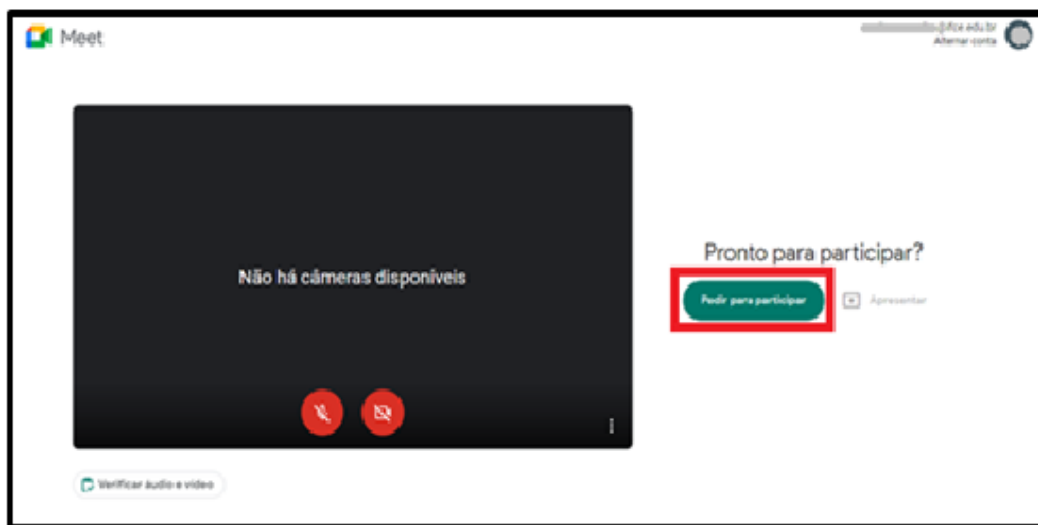 Meet
Alternar conta
Não há câmeras disponíveis
Pronto para participar?
Pedir para participar
Apresentar
Verificar áudio e vídeo